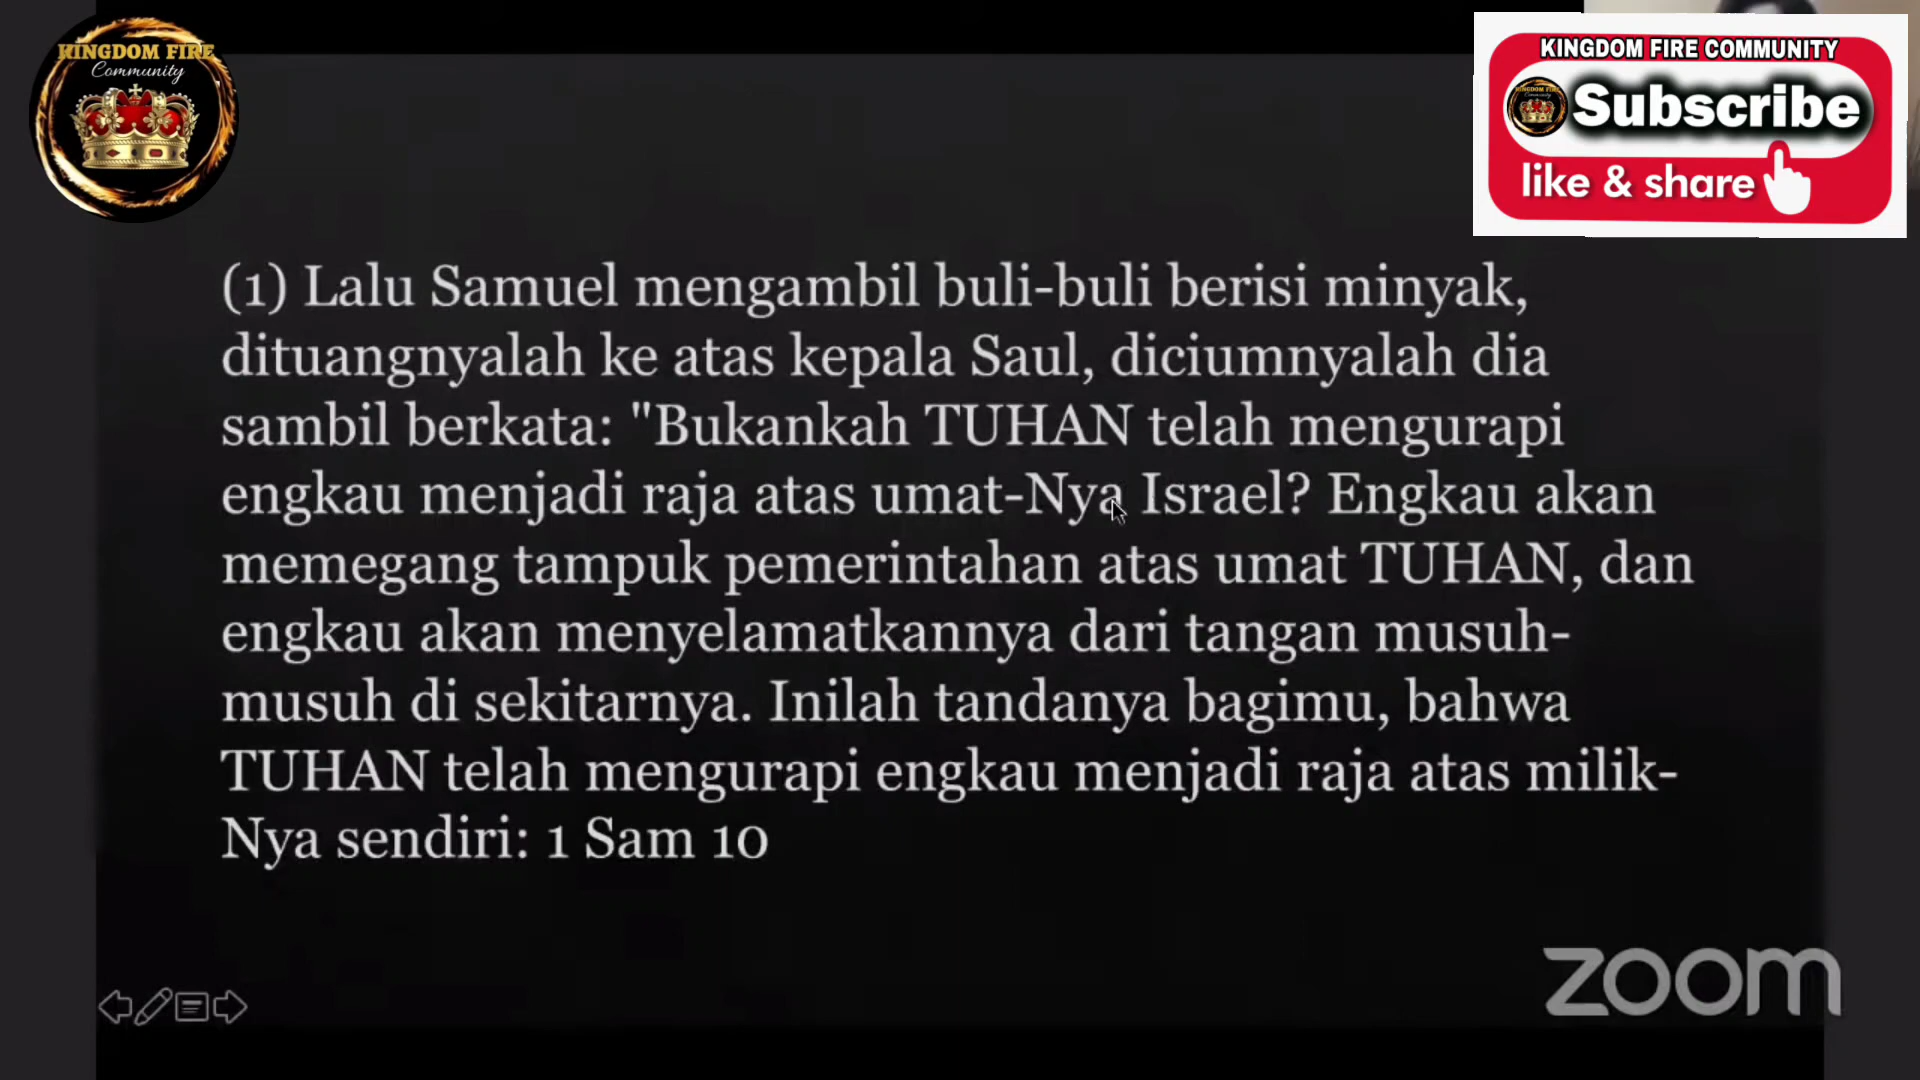 KINGDOM FIRE
Community
KINGDOM FIRE COMMUNITY
Subscribe
like & share
(1) Lalu Samuel mengambil buli-buli berisi minyak,
dituangnyalah ke atas kepala Saul, diciumnyalah dia
sambil berkata: "Bukankah TUHAN telah mengurapi
engkau menjadi raja atas umat-Nya Israel? Engkau akan
memegang tampuk pemerintahan atas umat TUHAN, dan
engkau akan menyelamatkannya dari tangan musuh-
musuh di sekitarnya. Inilah tandanya bagimu, bahwa
TUHAN telah mengurapi engkau menjadi raja atas milik-
Nya sendiri: 1 Sam 10
zoom